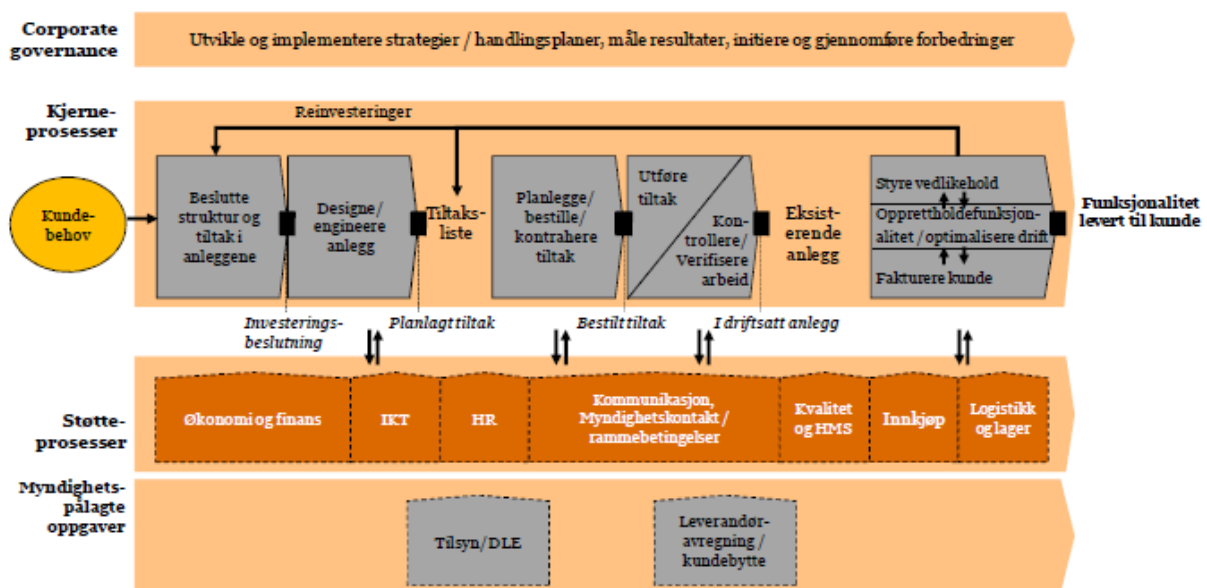 Corporate
governance
Utvikle og implementere strategier / handlingsplaner, måle resultater, initiere og gjennomføre forbedringer
Kjerne-
prosesser
Reinvesteringer
Kunde-
behov
Beslutte
struktur og
tiltak i
anleggene
Designe/
engineere
anlegg
Tiltaks-
liste
Planlegge/
bestille/
kontrahere
tiltak
Utføre
tiltak
Kon-
trollere/
Verifisere
arbeid
Eksist-
erende
anlegg
Styre vedlikehold
Opprettholdefunksjon-
alitet / optimalisere drift
Fakturere kunde
Funksjonalitet
levert til kunde
Investerings-
beslutning
Planlagt tiltak
Bestilt tiltak
I driftsatt anlegg
Støtte-
prosesser
Økonomi og finans
IKT
HR
Kommunikasjon,
Myndighetskontakt /
rammebetingelser
Kvalitet
og HMS
Innkjøp
Logistikk
og lager
Myndighets-
pålagte
oppgaver
Tilsyn/DLE
Leverandør-
avregning /
kundebytte